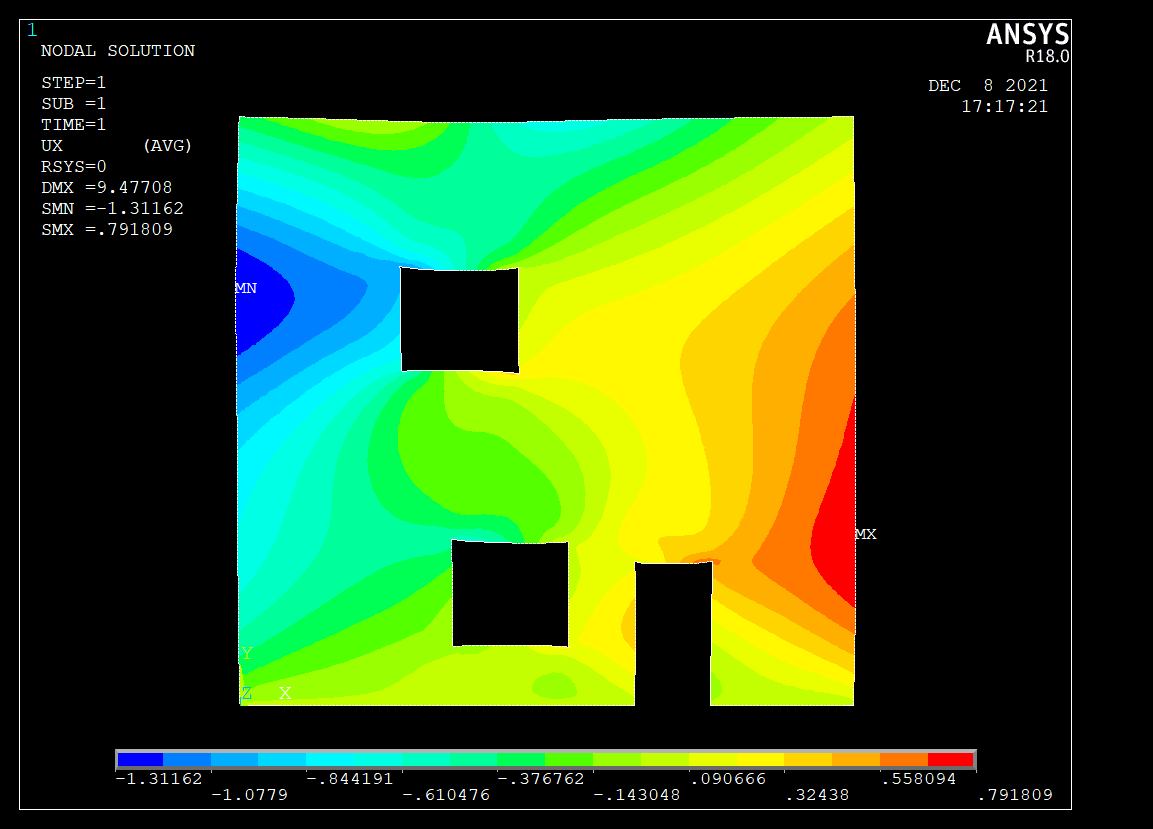 1
ANSYS
R18.0
NODAL SOLUTION
DEC  8 2021
17:17:21
STEP=1
SUB =1
TIME=1
UX       (AVG)
RSYS=0
DMX =9.47708
SMN =-1.31162
SMX =.791809
MN
MX
Y
Z X
-1.31162 -.844191 -.376762 .090666 .558094
-1.0779 -.610476 -.143048 .32438 .791809